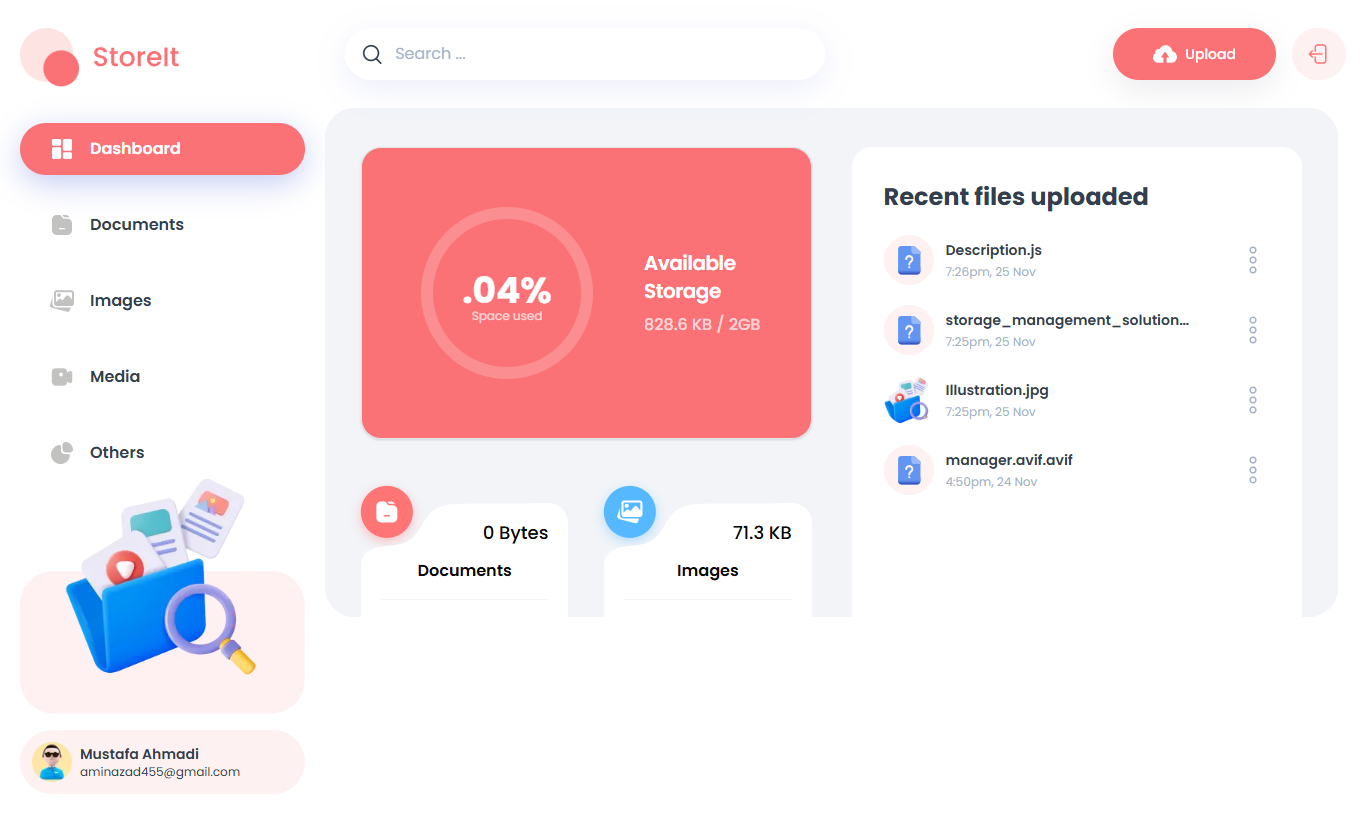 StoreIt
Search ...
Upload
Dashboard
Documents
Images
Media
Others
Mustafa Ahmadi
aminazad455@gmail.com
.04%
Space used
Available
Storage
828.6 KB / 2GB
0 Bytes
Documents
71.3 KB
Images
Recent files uploaded
Description.js
7:26pm, 25 Nov
storage_management_solution...
7:25pm, 25 Nov
Illustration.jpg
7:25pm, 25 Nov
manager.avif.avif
4:50pm, 24 Nov